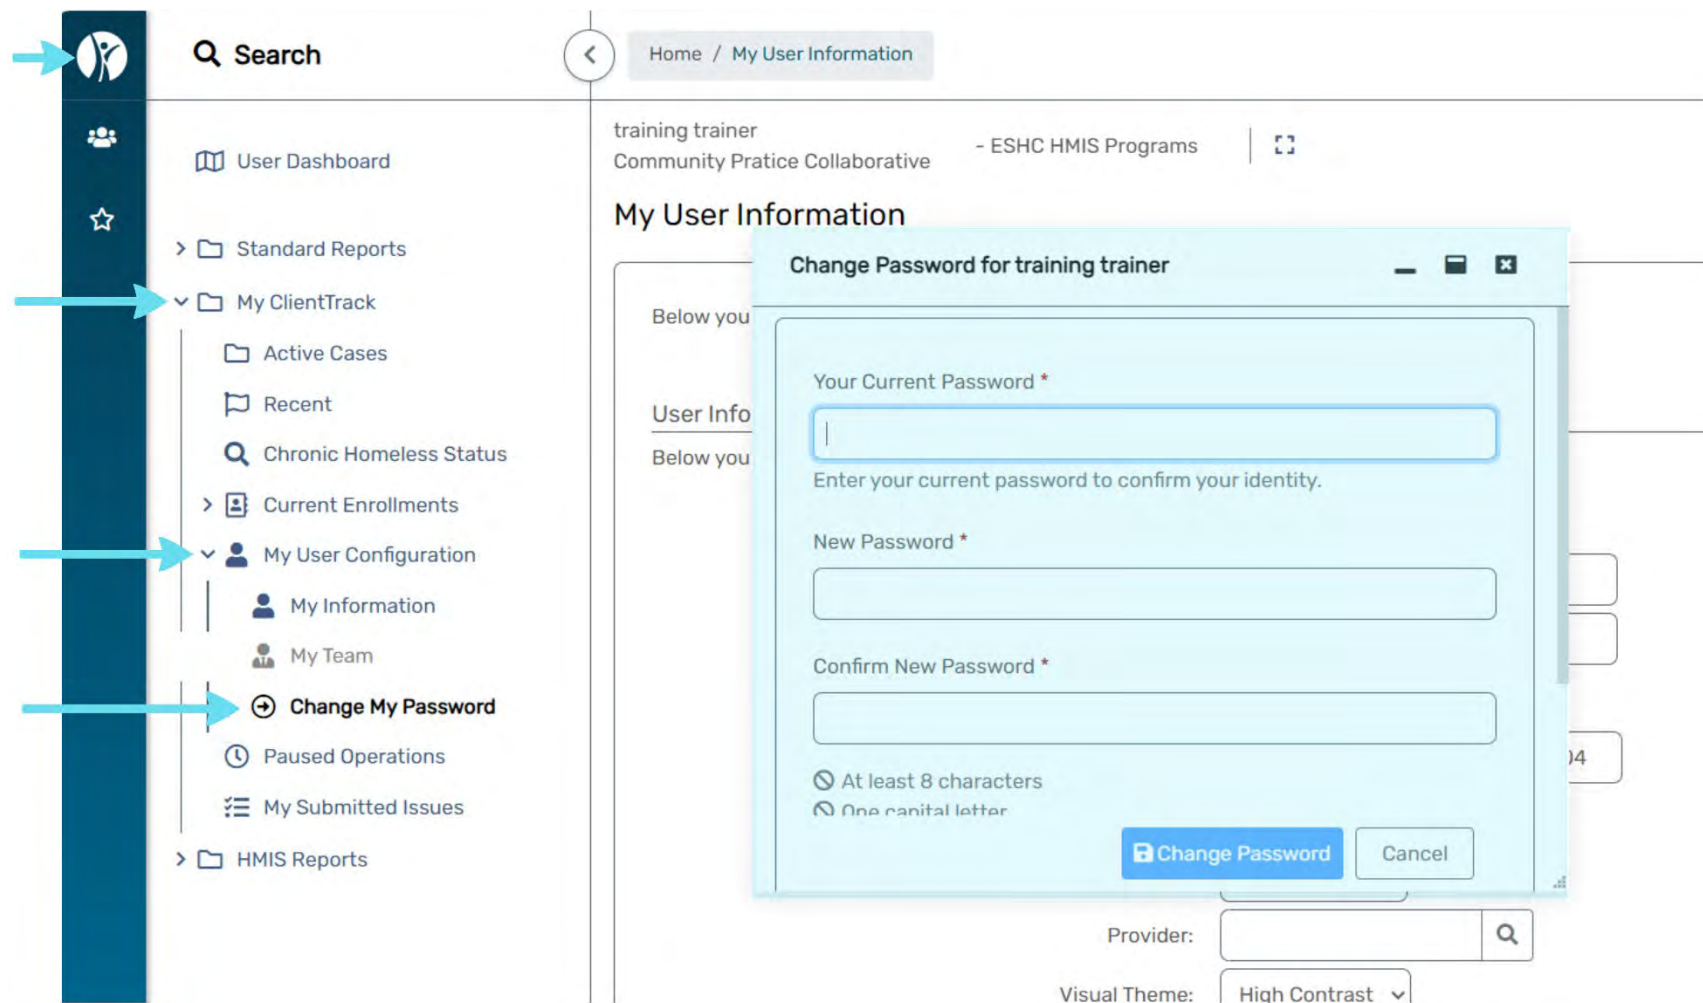 Search
Home / My User Information
User Dashboard
Standard Reports
My ClientTrack
Active Cases
Recent
Chronic Homeless Status
Current Enrollments
My User Configuration
My Information
My Team
Change My Password
Paused Operations
My Submitted Issues
HMIS Reports
training trainer
Community Pratice Collaborative
- ESHC HMIS Programs
My User Information
Below you
User Info
Below you
Change Password for training trainer
Your Current Password *
Enter your current password to confirm your identity.
New Password *
Confirm New Password *
At least 8 characters
One capital letter
Change Password
Cancel
Provider:
Visual Theme:
High Contrast